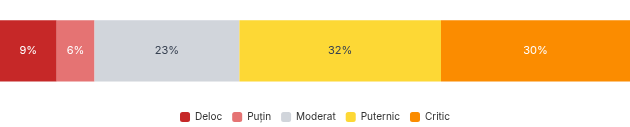 9% 6% 23% 32% 30%
Deloc Puțin Moderat Puternic Critic